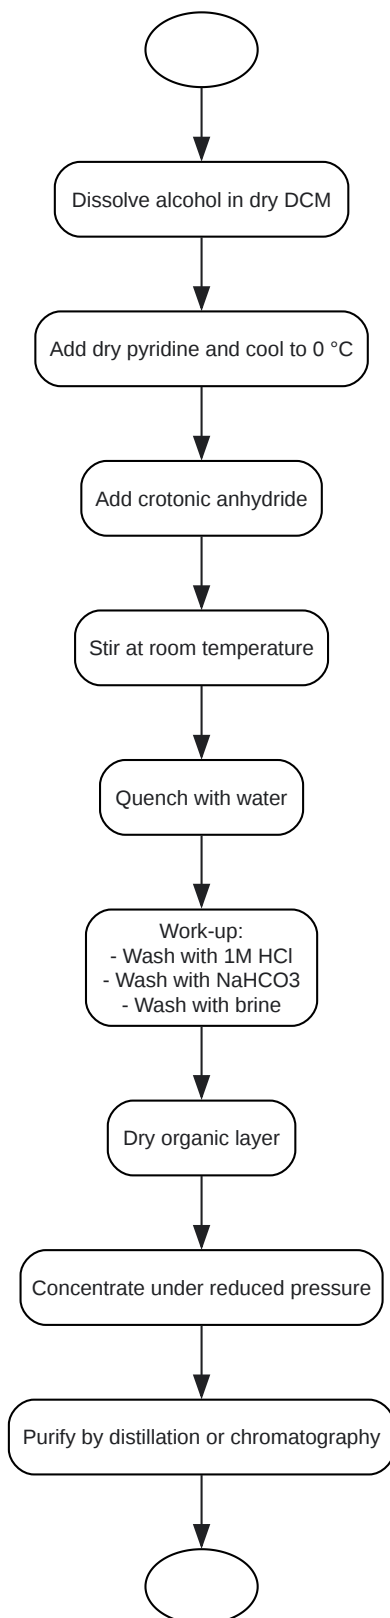 Dissolve alcohol in dry DCM
Add dry pyridine and cool to 0 °C
Add crotonic anhydride
Stir at room temperature
Quench with water
Work-up:
- Wash with 1M HCl
- Wash with NaHCO3
- Wash with brine
Dry organic layer
Concentrate under reduced pressure
Purify by distillation or chromatography